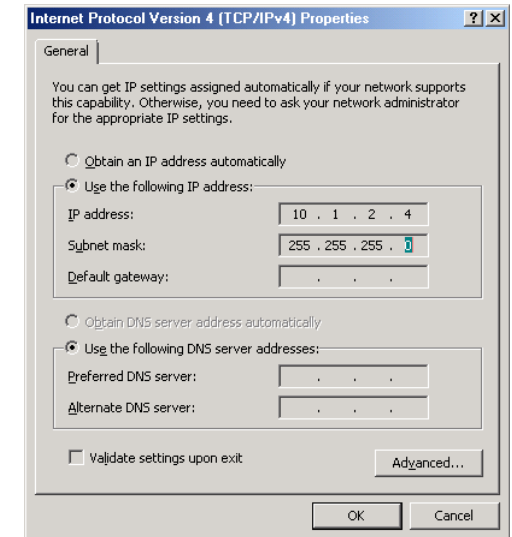 Internet Protocol Version 4 (TCP/IPv4) Properties ? X
General
You can get IP settings assigned automatically if your network supports
this capability. Otherwise, you need to ask your network administrator
for the appropriate IP settings.
Obtain an IP address automatically
Use the following IP address:
IP address: 10 . 1 . 2 . 4
Subnet mask: 255 . 255 . 255 . 0
Default gateway: . . .
Obtain DNS server address automatically
Use the following DNS server addresses:
Preferred DNS server: . . .
Alternate DNS server: . . .
Validate settings upon exit
Advanced...
OK Cancel